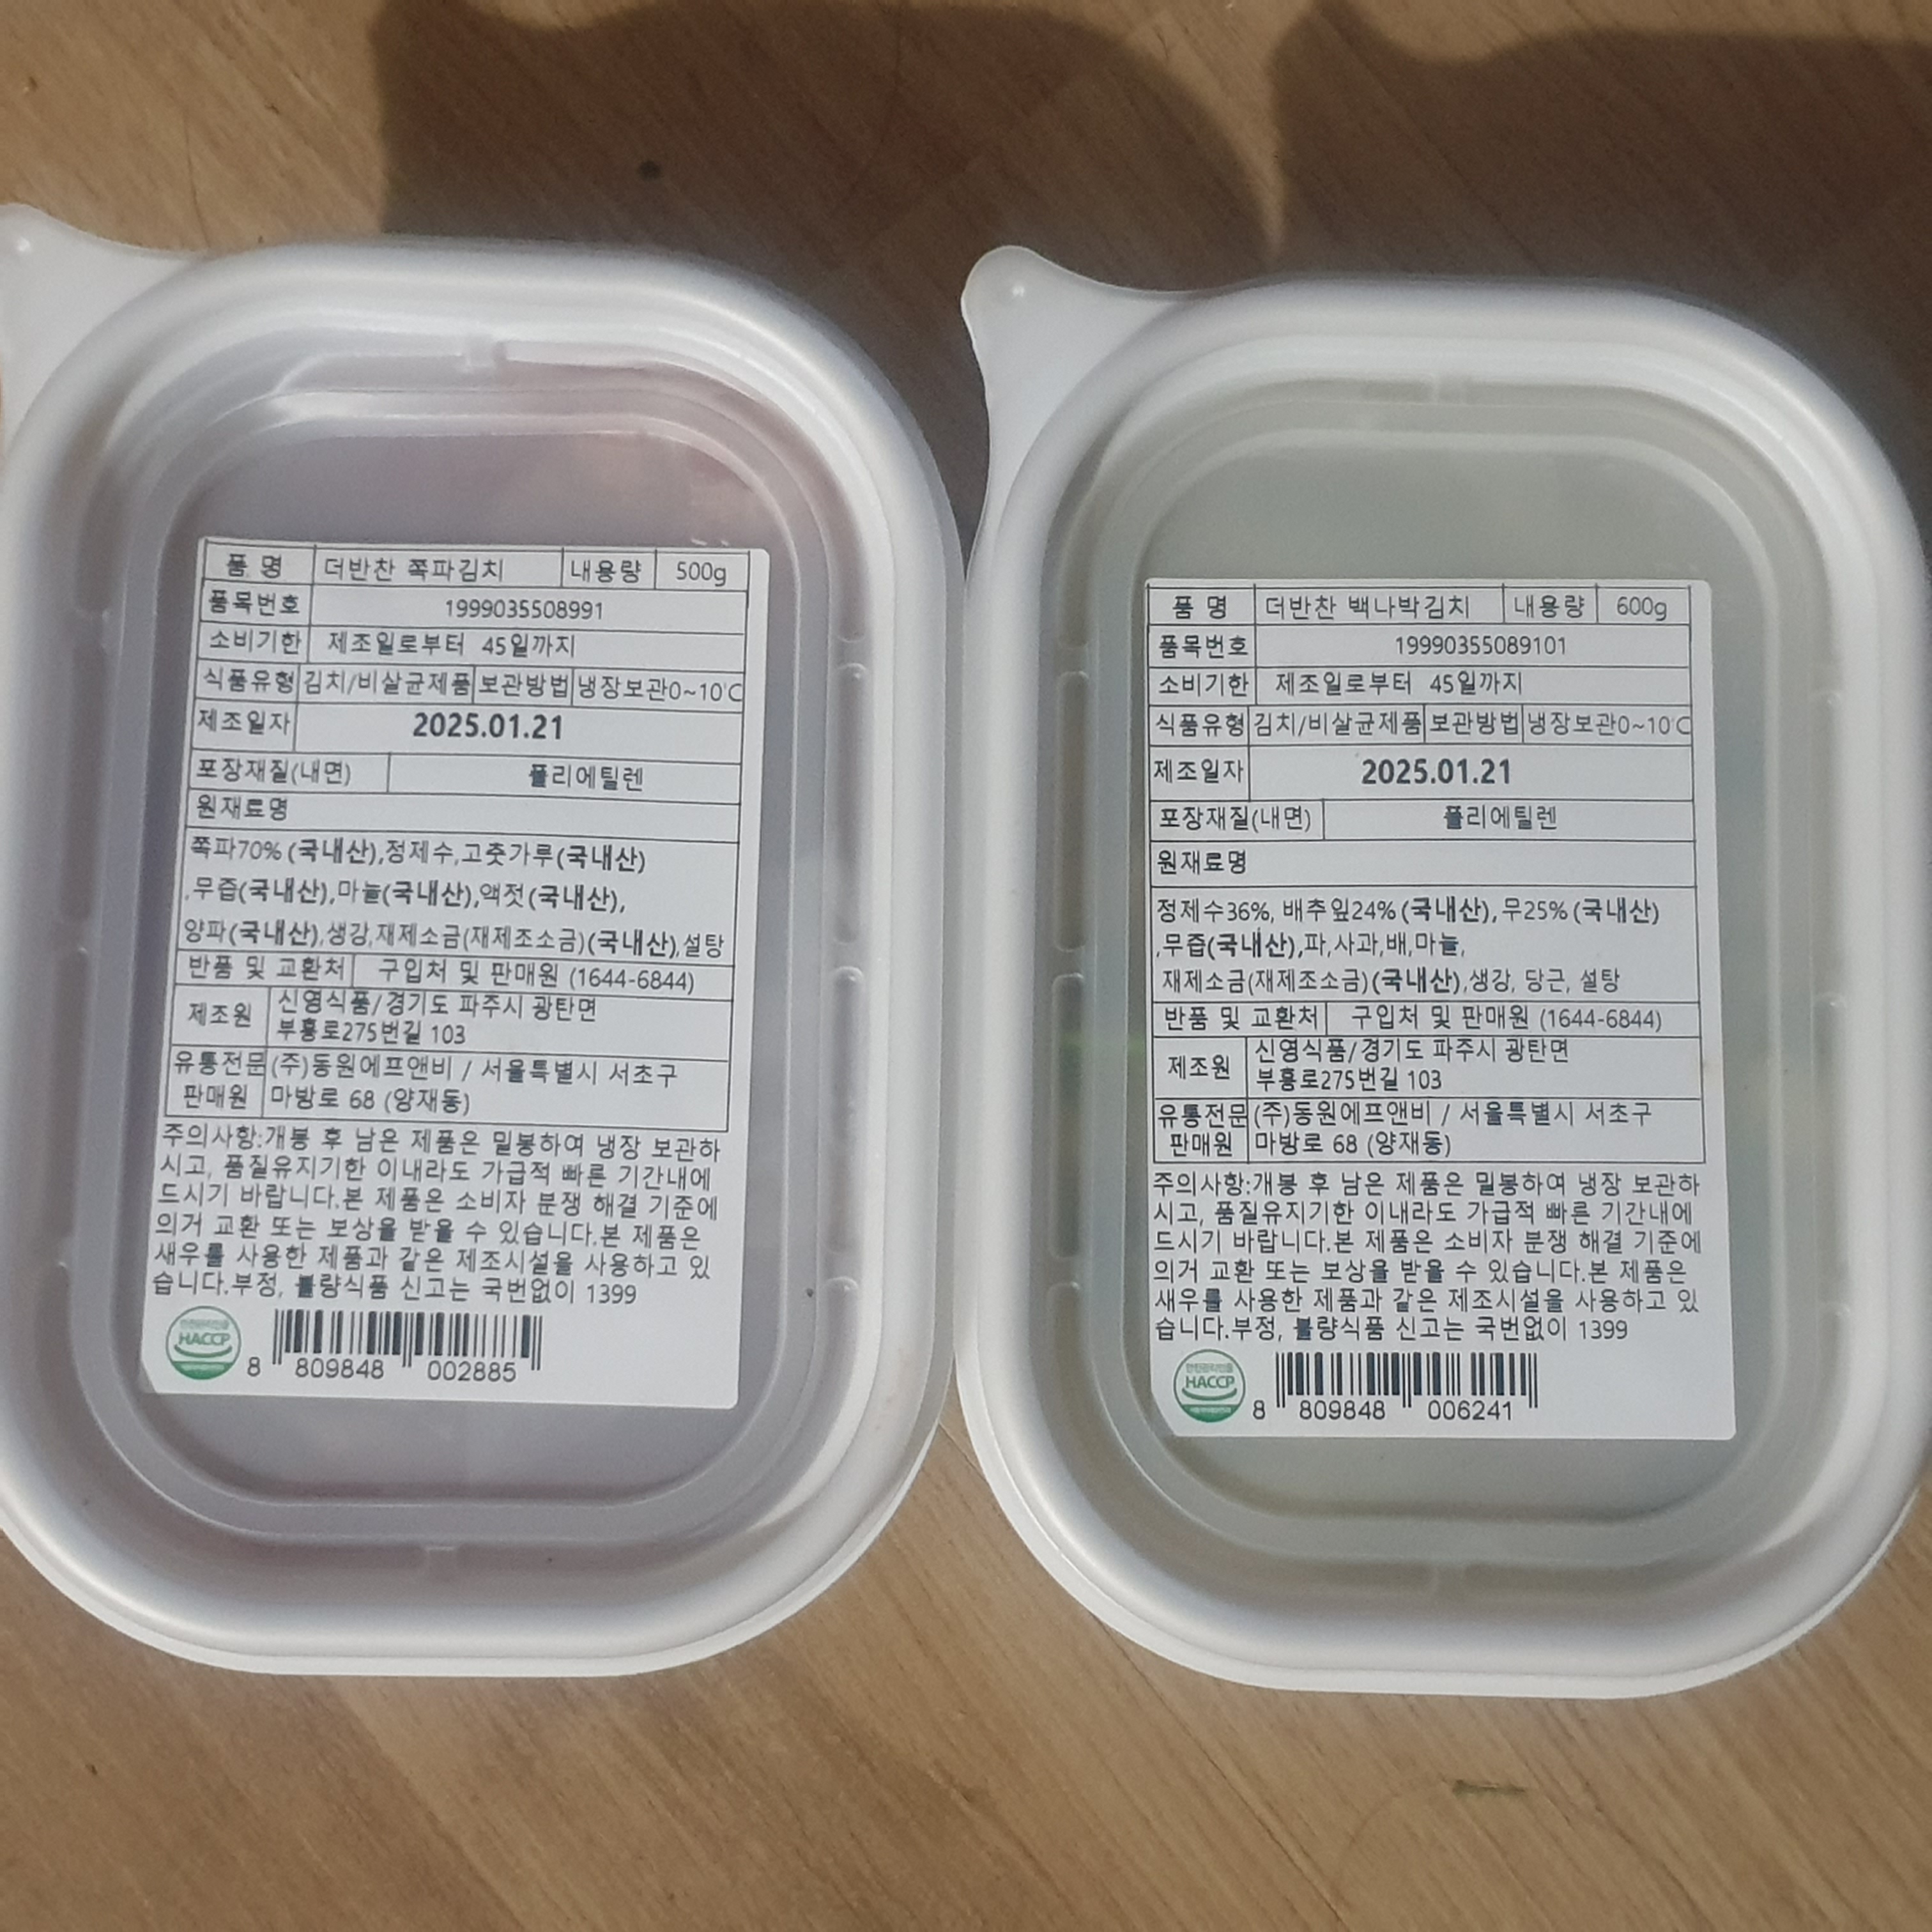 품 명 더반찬 쪽파김치 내용량 500g
품목번호 1999035508991
소비기한 제조일로부터 45일까지
식품유형 김치/비살균제품 보관방법 냉장보관0~10℃
제조일자 2025.01.21
포장재질(내면) 폴리에틸렌
원재료명
쪽파70%(국내산),정제수,고춧가루(국내산)
,무즙(국내산),마늘(국내산),액젓(국내산),
양파(국내산),생강,재제소금(재제조소금)(국내산),설탕
반품 및 교환처 구입처 및 판매원 (1644-6844)
제조원 신영식품/경기도 파주시 광탄면
부흥로275번길 103
유통전문 (주)동원에프앤비 / 서울특별시 서초구
판매원 마방로 68 (양재동)
주의사항:개봉 후 남은 제품은 밀봉하여 냉장 보관하
시고, 품질유지기한 이내라도 가급적 빠른 기간내에
드시기 바랍니다.본 제품은 소비자 분쟁 해결 기준에
의거 교환 또는 보상을 받을 수 있습니다.본 제품은
새우를 사용한 제품과 같은 제조시설을 사용하고 있
습니다.부정, 불량식품 신고는 국번없이 1399
HACCP
8 809848 002885
품 명 더반찬 백나박김치 내용량 600g
품목번호 19990355089101
소비기한 제조일로부터 45일까지
식품유형 김치/비살균제품 보관방법 냉장보관0~10℃
제조일자 2025.01.21
포장재질(내면) 폴리에틸렌
원재료명
정제수36%, 배추잎24%(국내산),무25%(국내산)
,무즙(국내산),파,사과,배,마늘,
재제소금(재제조소금)(국내산),생강, 당근, 설탕
반품 및 교환처 구입처 및 판매원 (1644-6844)
제조원 신영식품/경기도 파주시 광탄면
부흥로275번길 103
유통전문 (주)동원에프앤비 / 서울특별시 서초구
판매원 마방로 68 (양재동)
주의사항:개봉 후 남은 제품은 밀봉하여 냉장 보관하
시고, 품질유지기한 이내라도 가급적 빠른 기간내에
드시기 바랍니다.본 제품은 소비자 분쟁 해결 기준에
의거 교환 또는 보상을 받을 수 있습니다.본 제품은
새우를 사용한 제품과 같은 제조시설을 사용하고 있
습니다.부정, 불량식품 신고는 국번없이 1399
HACCP
8 809848 006241